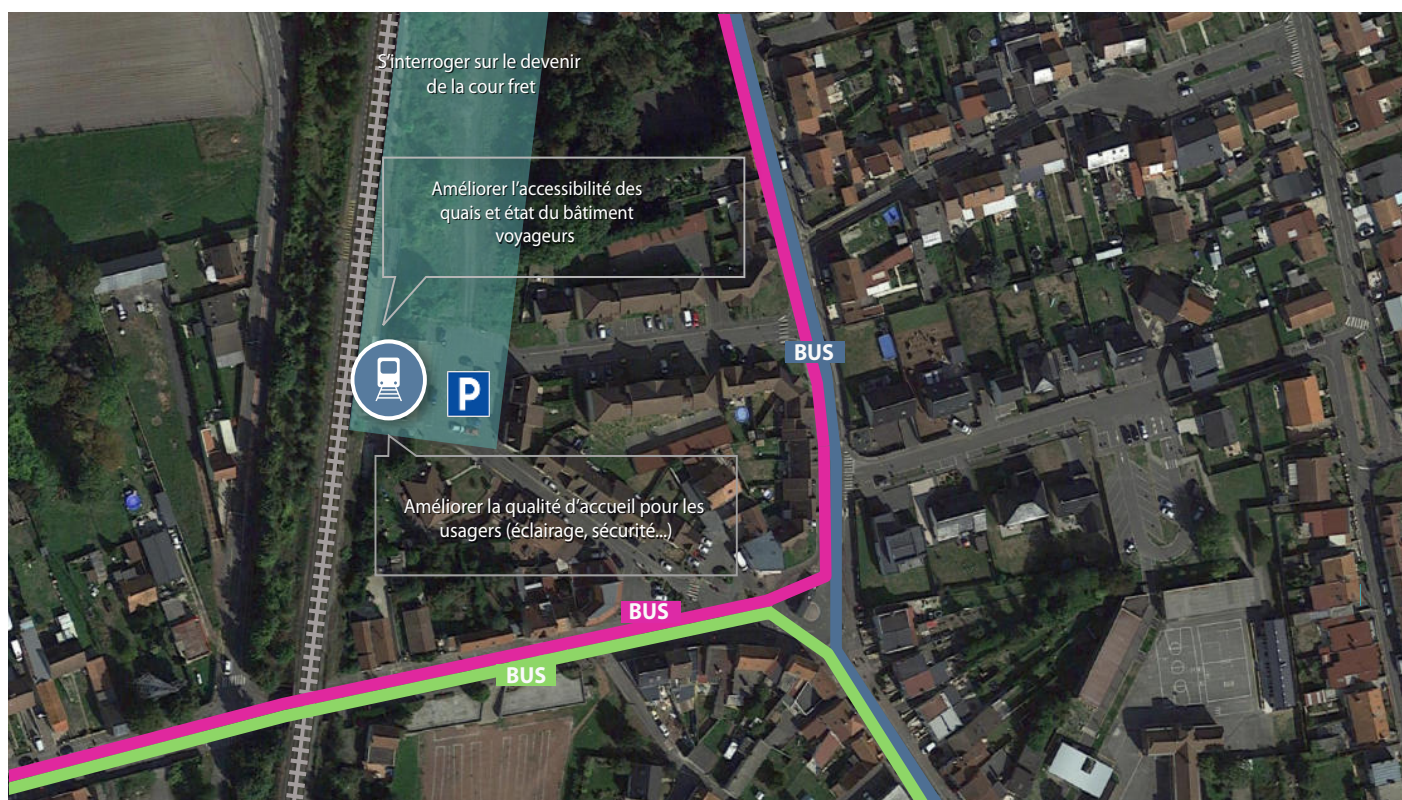 S'interroger sur le devenir
de la cour fret
Améliorer l'accessibilité des
quais et état du bâtiment
voyageurs
BUS
P
Améliorer la qualité d'accueil pour les
usagers (éclairage, sécurité...)
BUS
BUS